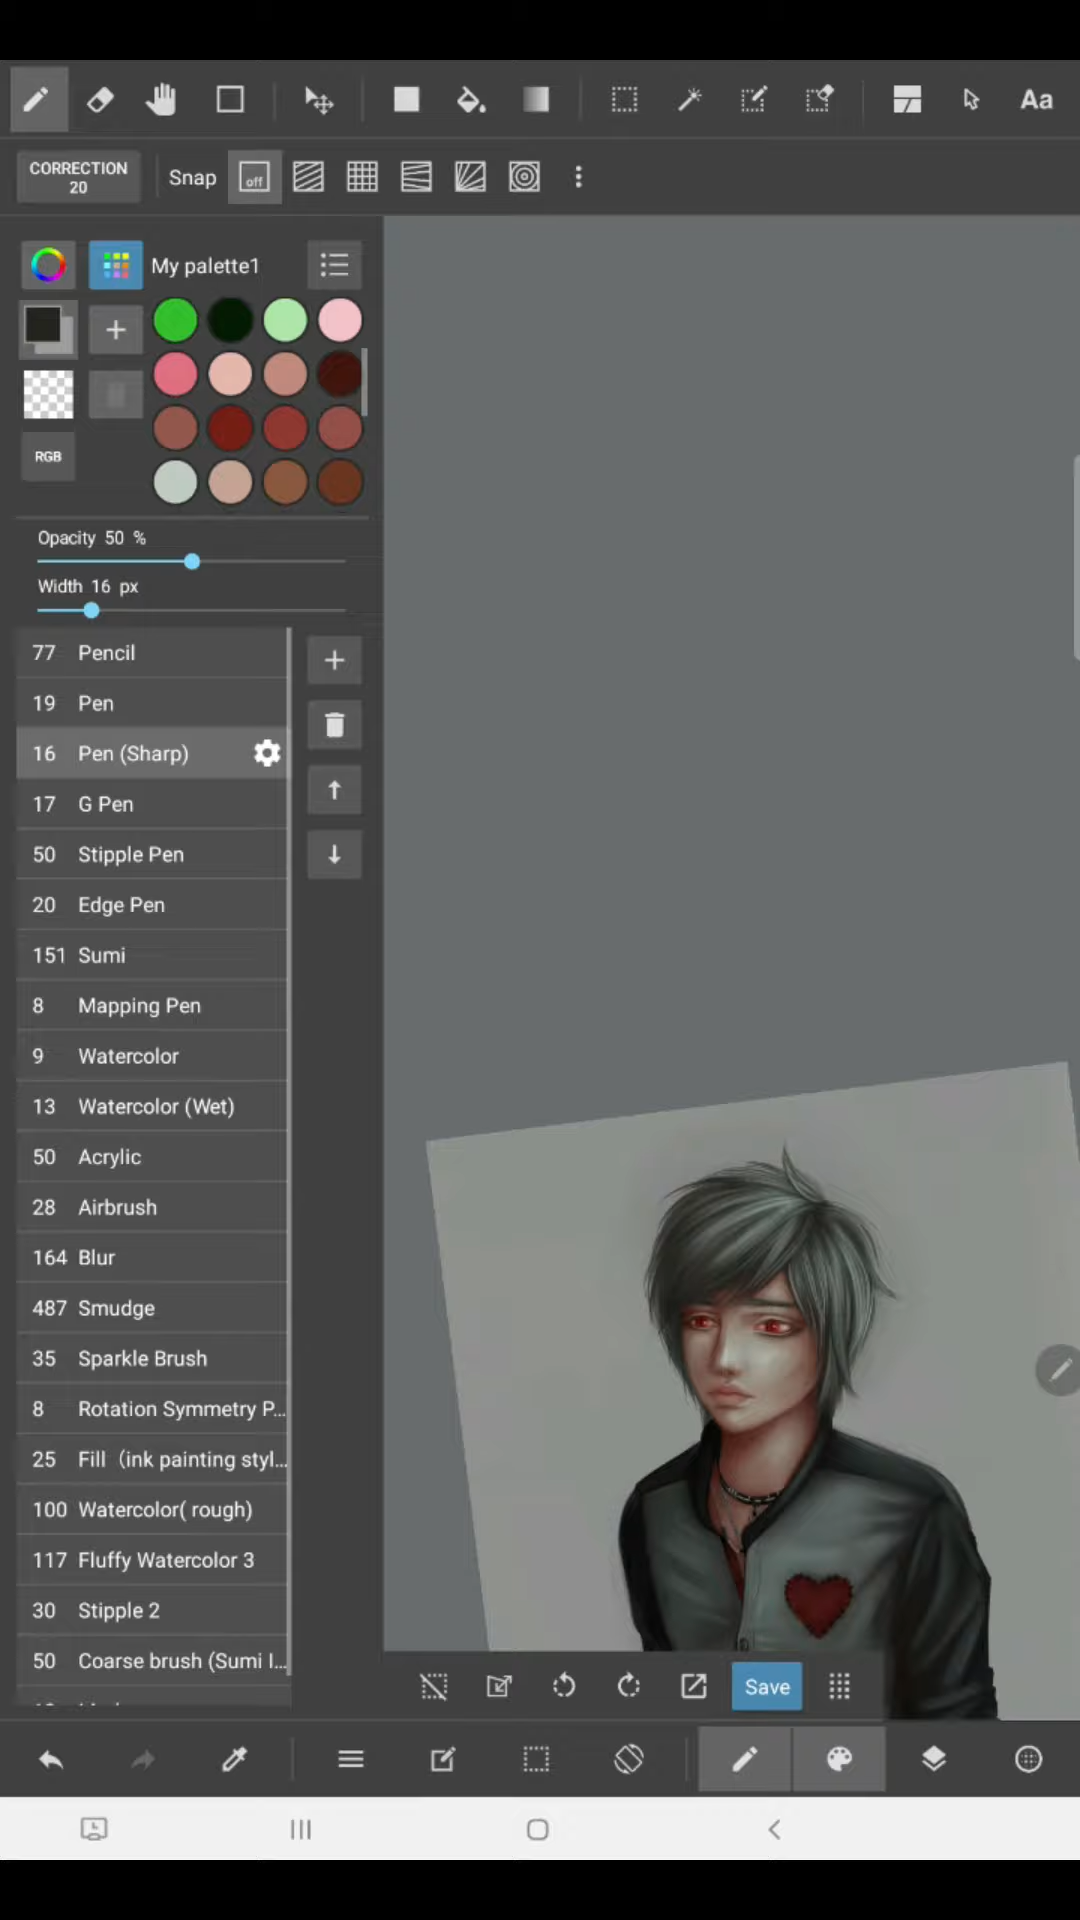 Aa
CORRECTION
20
Snap
off
My palette1
RGB
Opacity 50 %
Width 16 px
77 Pencil
19 Pen
16 Pen (Sharp)
17 G Pen
50 Stipple Pen
20 Edge Pen
151 Sumi
8 Mapping Pen
9 Watercolor
13 Watercolor (Wet)
50 Acrylic
28 Airbrush
164 Blur
487 Smudge
35 Sparkle Brush
8 Rotation Symmetry P...
25 Fill（ink painting styl...
100 Watercolor( rough)
117 Fluffy Watercolor 3
30 Stipple 2
50 Coarse brush (Sumi I...
Save